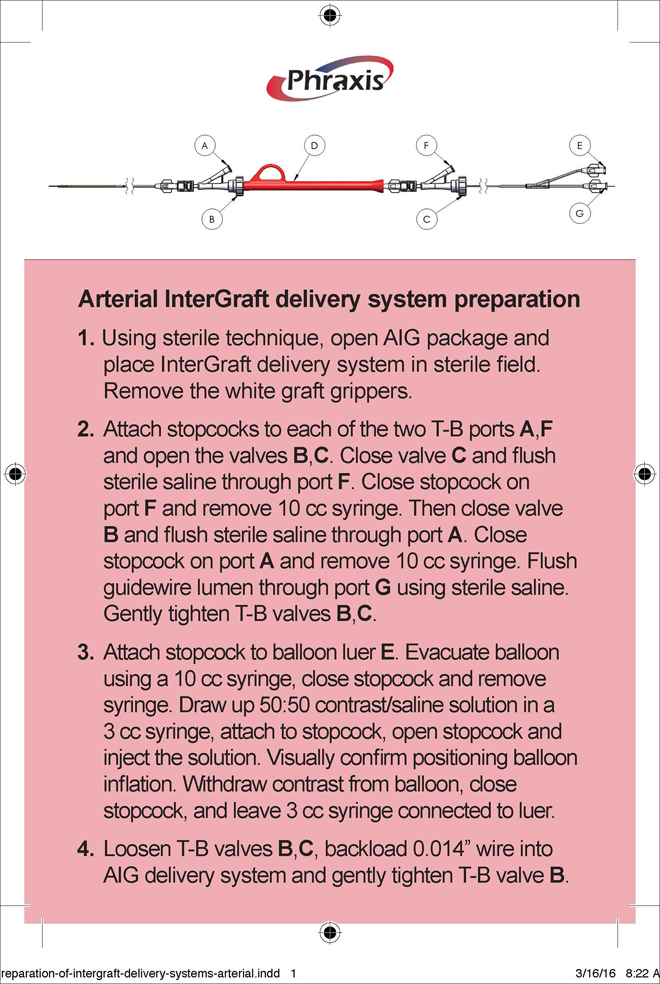 Phraxis
A D F E
B C G
Arterial InterGraft delivery system preparation
1. Using sterile technique, open AIG package and
place InterGraft delivery system in sterile field.
Remove the white graft grippers.
2. Attach stopcocks to each of the two T-B ports A,F
and open the valves B,C. Close valve C and flush
sterile saline through port F. Close stopcock on
port F and remove 10 cc syringe. Then close valve
B and flush sterile saline through port A. Close
stopcock on port A and remove 10 cc syringe. Flush
guidewire lumen through port G using sterile saline.
Gently tighten T-B valves B,C.
3. Attach stopcock to balloon luer E. Evacuate balloon
using a 10 cc syringe, close stopcock and remove
syringe. Draw up 50:50 contrast/saline solution in a
3 cc syringe, attach to stopcock, open stopcock and
inject the solution. Visually confirm positioning balloon
inflation. Withdraw contrast from balloon, close
stopcock, and leave 3 cc syringe connected to luer.
4. Loosen T-B valves B,C, backload 0.014” wire into
AIG delivery system and gently tighten T-B valve B.
reparation-of-intergraft-delivery-systems-arterial.indd 1 3/16/16 8:22 A